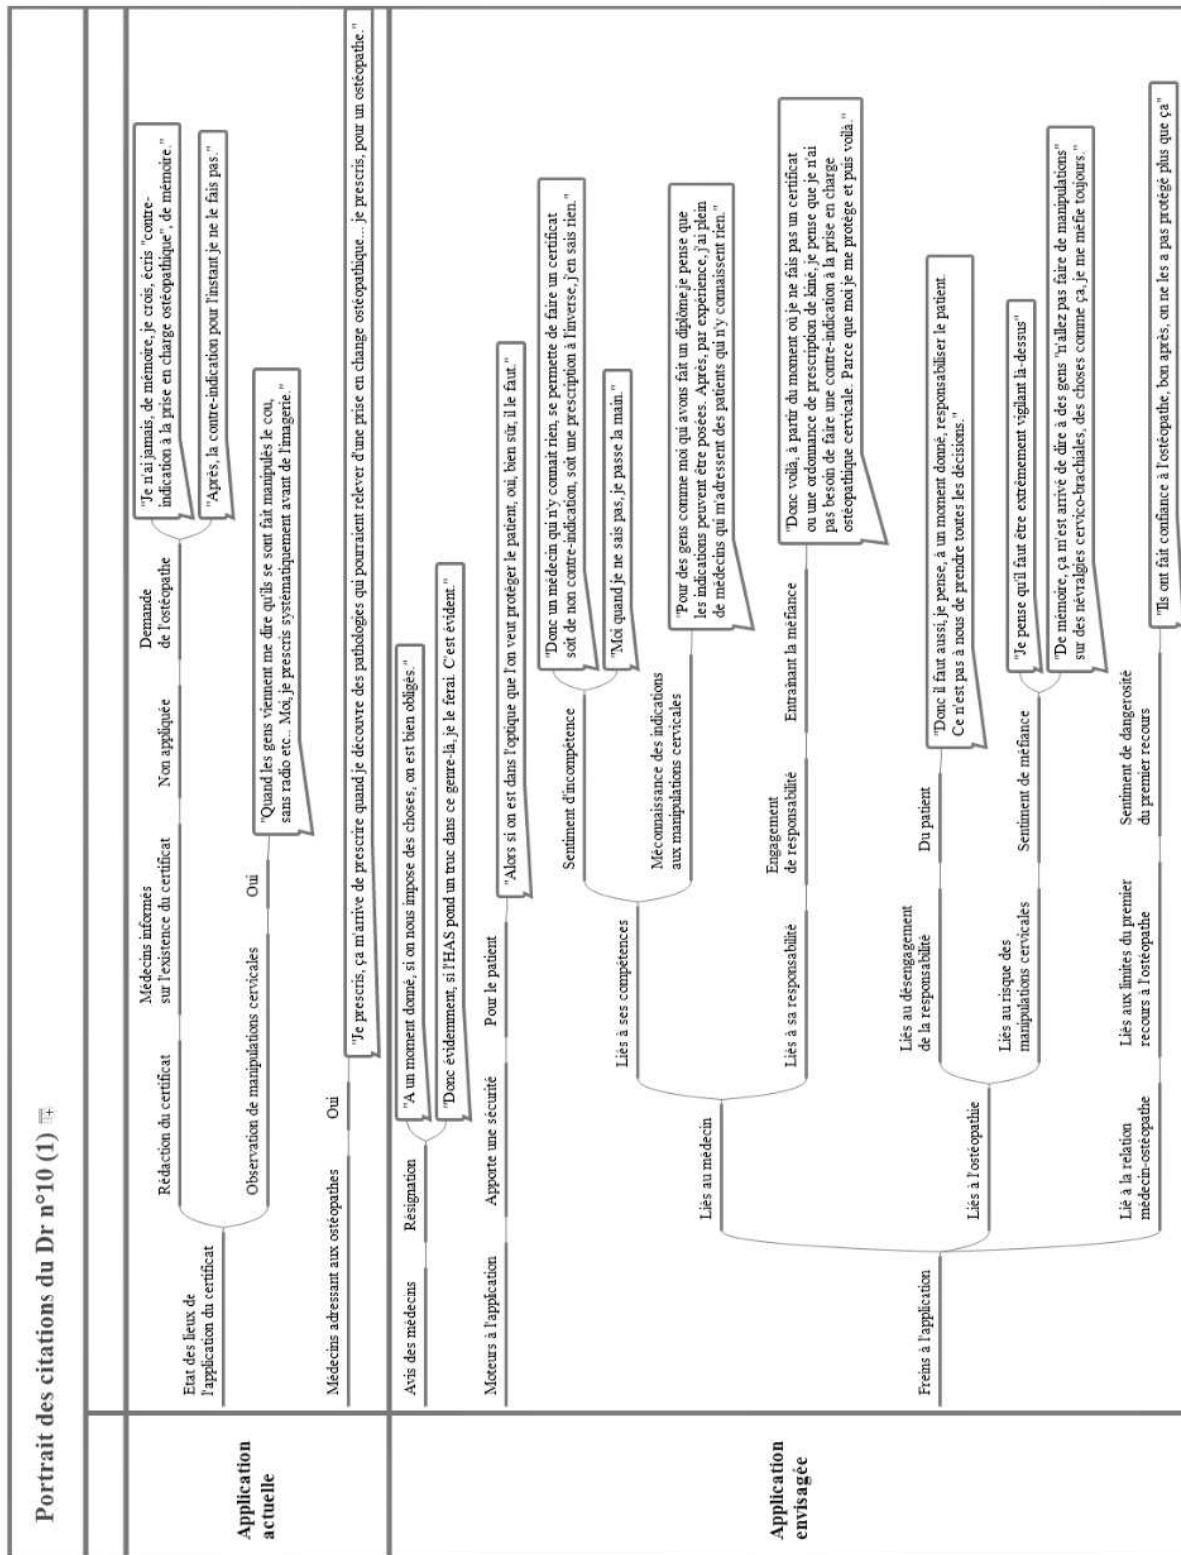 Portrait des citations du Dr n°10 (1)
Application
actuelle
Etat des lieux de
l'application du certificat
Rédaction du certificat
Médecins informés
sur l'existence du certificat
Non appliquée
Demande
de l'ostéopathe
"Je n'ai jamais, de mémoire, je crois, écris "contre-
indication à la prise en charge ostéopathique", de mémoire."
"Après, la contre-indication pour l'instant je ne le fais pas."
Observation de manipulations cervicales
Oui
"Quand les gens viennent me dire qu'ils se sont fait manipulés le cou,
sans radio etc.. Moi, je prescris systématiquement avant de l'imagerie."
Médecins adressant aux ostéopathes
Oui
"Je prescris, ça m'arrive de prescrire quand je découvre des pathologies qui pourraient relever d'une prise en change ostéopathique... je prescris, pour un ostéopathe."
Application
envisagée
Avis des médecins
Résignation
"A un moment donné, si on nous impose des choses, on est bien obligés."
"Donc évidemment, si l'HAS pond un truc dans ce genre-là, je le ferai. C'est évident."
Moteurs à l'application
Apporte une sécurité
Pour le patient
"Alors si on est dans l'optique que l'on veut protéger le patient, oui, bien sûr, il le faut."
Freins à l'application
Liés au médecin
Liés à ses compétences
Sentiment d'incompétence
"Donc un médecin qui n'y connait rien, se permette de faire un certificat
soit de non contre-indication, soit une prescription à l'inverse, j'en sais rien."
"Moi quand je ne sais pas, je passe la main."
Méconnaissance des indications
aux manipulations cervicales
"Pour des gens comme moi qui avons fait un diplôme je pense que
les indications peuvent être posées. Après, par expérience, j'ai plein
de médecins qui m'adressent des patients qui n'y connaissent rien."
Liés à sa responsabilité
Engagement
de responsabilité
Entraînant la méfiance
"Donc voilà, à partir du moment où je ne fais pas un certificat
ou une ordonnance de prescription de kiné, je pense que je n'ai
pas besoin de faire une contre-indication à la prise en charge
ostéopathique cervicale. Parce que moi je me protège et puis voilà."
Liés à l'ostéopathie
Liés au désengagement
de la responsabilité
Du patient
"Donc il faut aussi, je pense, à un moment donné, responsabiliser le patient.
Ce n'est pas à nous de prendre toutes les décisions."
Liés au risque des
manipulations cervicales
Sentiment de méfiance
"Je pense qu'il faut être extrêmement vigilant là-dessus"
"De mémoire, ça m'est arrivé de dire à des gens "n'allez pas faire de manipulations"
sur des névralgies cervico-brachiales, des choses comme ça, je me méfie toujours."
Lié à la relation
médecin-ostéopathe
Liés aux limites du premier
recours à l'ostéopathe
Sentiment de dangerosité
du premier recours
"Ils ont fait confiance à l'ostéopathe, bon après, on ne les a pas protégé plus que ça"